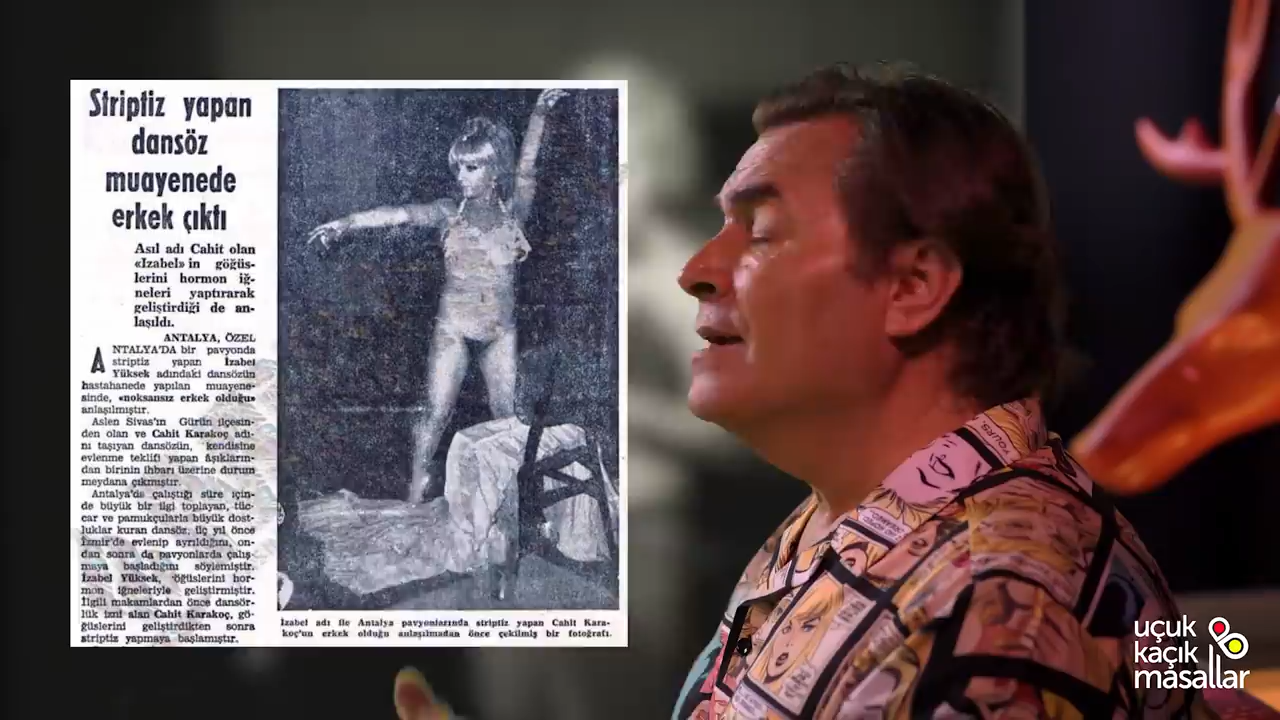 Striptiz yapan
dansöz
muayenede
erkek çıktı
Asıl adı Cahit olan
«Izabel» in göğüs-
lerini hormon iğ-
neleri yaptırarak
geliştirdiği de an-
laşıldı.
ANTALYA, ÖZEL
ANTALYA'DA bir pavyonda
striptiz yapan İzabel
Yüksek adındaki dansözün
hastahanede yapılan muayene-
sinde, «noksansız erkek olduğu»
anlaşılmıştır.
Aslen Sivas'ın Gürün ilçesin-
den olan ve Cahit Karakoç adı-
nı taşıyan dansözün, kendisine
evlenme teklifi yapan âşıkların-
dan birinin ihbarı üzerine durum
meydana çıkmıştır.
Antalya'da çalıştığı süre için-
de büyük bir ilgi toplayan, tüc-
car ve pamukçularla büyük dost-
luklar kuran dansöz, üç yıl önce
İzmir'de evlenip ayrıldığını, on-
dan sonra da pavyonlarda çalış-
maya başladığını söylemiştir.
İzabel Yüksek, öğüslerini hor-
mon iğneleriyle geliştirmiştir.
İlgili makamlardan önce dansör-
lük izni alan Cahit Karakoç, gö-
ğüslerini geliştirdikten sonra
striptiz yapmaya başlamıştır.
İzabel adı ile Antalya pavyonlarında striptiz yapan Cahit Kara-
koç'un erkek olduğu anlaşılmadan önce çekilmiş bir fotoğrafı.
YOURS.
uçuk
kaçık
masallar